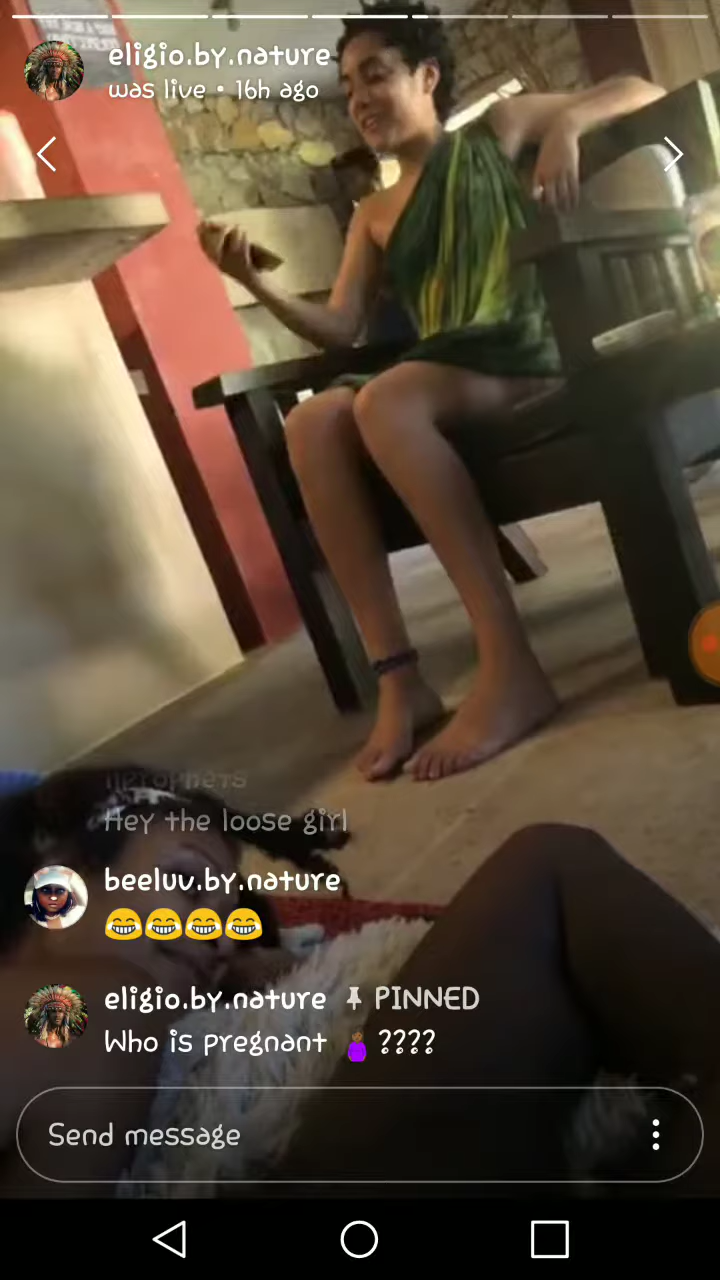 eligio.by.nature
was live • 16h ago
Hey the loose girl
beeluv.by.nature
😂😂😂😂
eligio.by.nature PINNED
Who is pregnant 🤰🏾????
Send message